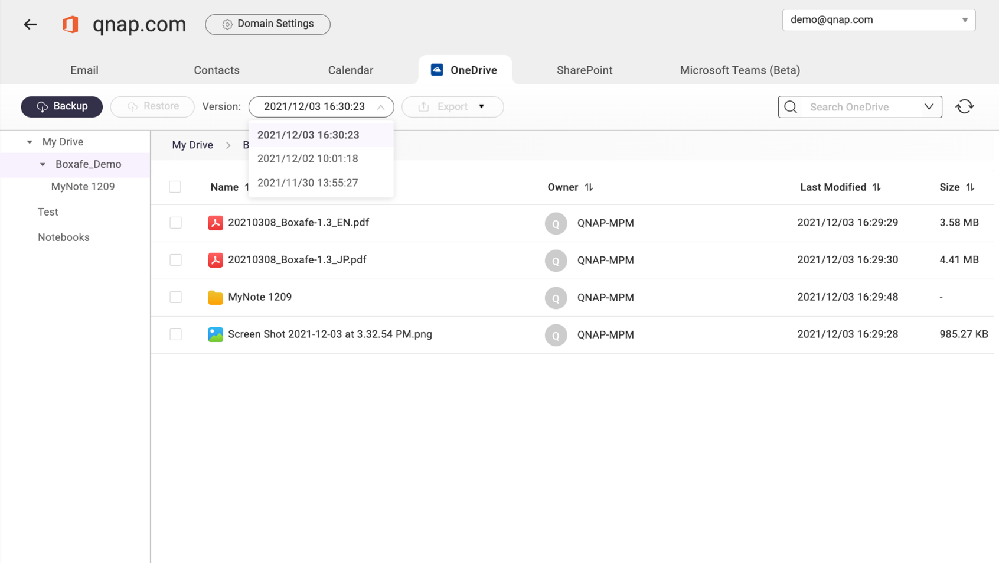 qnap.com
Domain Settings
demo@qnap.com
Email
Contacts
Calendar
OneDrive
SharePoint
Microsoft Teams (Beta)
Backup
Restore
Version:
2021/12/03 16:30:23
Export
Search OneDrive
2021/12/03 16:30:23
2021/12/02 10:01:18
2021/11/30 13:55:27
My Drive
Boxafe_Demo
MyNote 1209
Test
Notebooks
My Drive > B
Name
Owner
Last Modified
Size
20210308_Boxafe-1.3_EN.pdf
Q
QNAP-MPM
2021/12/03 16:29:29
3.58 MB
20210308_Boxafe-1.3_JP.pdf
Q
QNAP-MPM
2021/12/03 16:29:30
4.41 MB
MyNote 1209
Q
QNAP-MPM
2021/12/03 16:29:48
-
Screen Shot 2021-12-03 at 3.32.54 PM.png
Q
QNAP-MPM
2021/12/03 16:29:28
985.27 KB